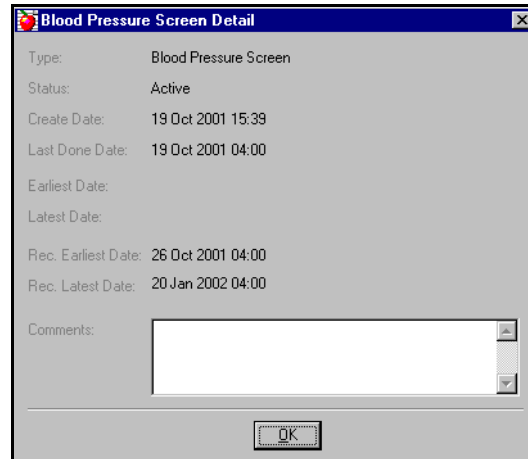 Blood Pressure Screen Detail
Type: Blood Pressure Screen
Status: Active
Create Date: 19 Oct 2001 15:39
Last Done Date: 19 Oct 2001 04:00
Earliest Date:
Latest Date:
Rec. Earliest Date: 26 Oct 2001 04:00
Rec. Latest Date: 20 Jan 2002 04:00
Comments:
OK